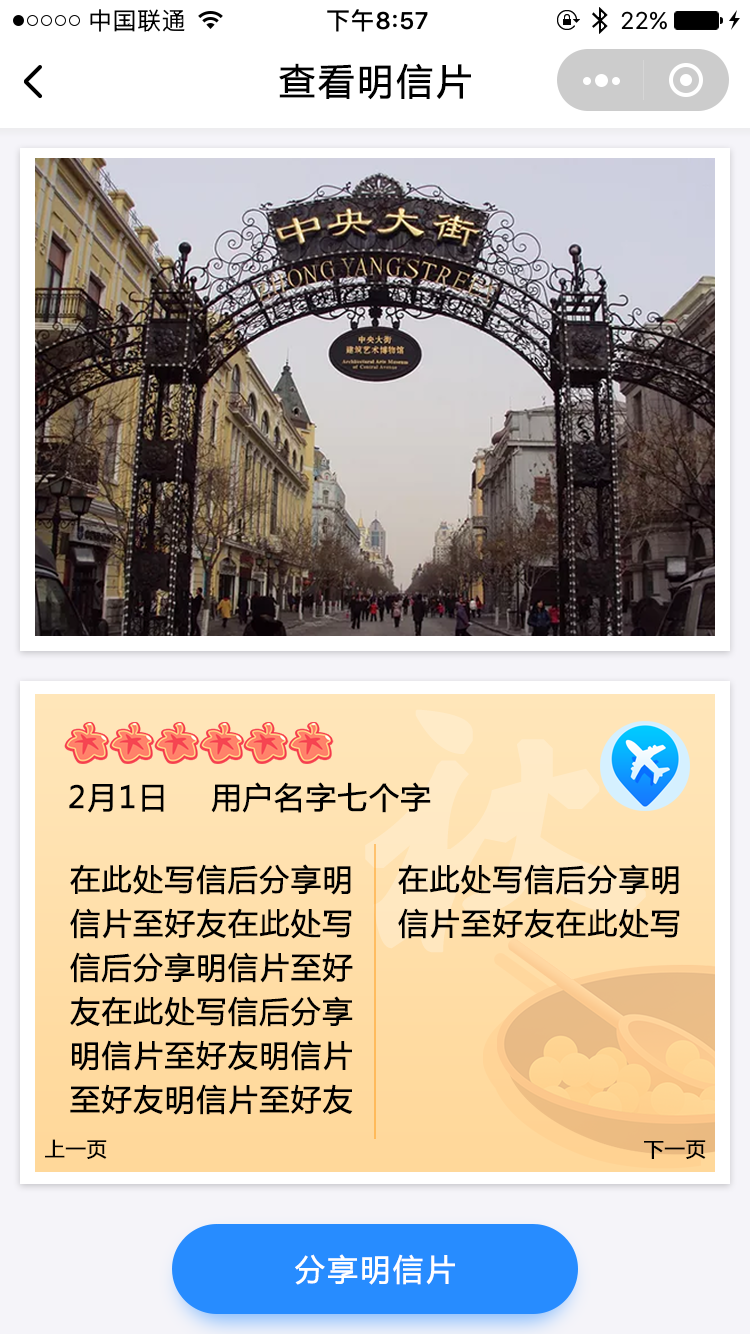 中国联通
下午8:57
22%
查看明信片
中央大街
ZHONG YANG STREET
中央大街
建筑艺术博物馆
Architectural Arts Museum
of Central Avenue
秋
2月1日
用户名字七个字
在此处写信后分享明
信片至好友在此处写
信后分享明信片至好
友在此处写信后分享
明信片至好友明信片
至好友明信片至好友
在此处写信后分享明
信片至好友在此处写
上一页
下一页
分享明信片